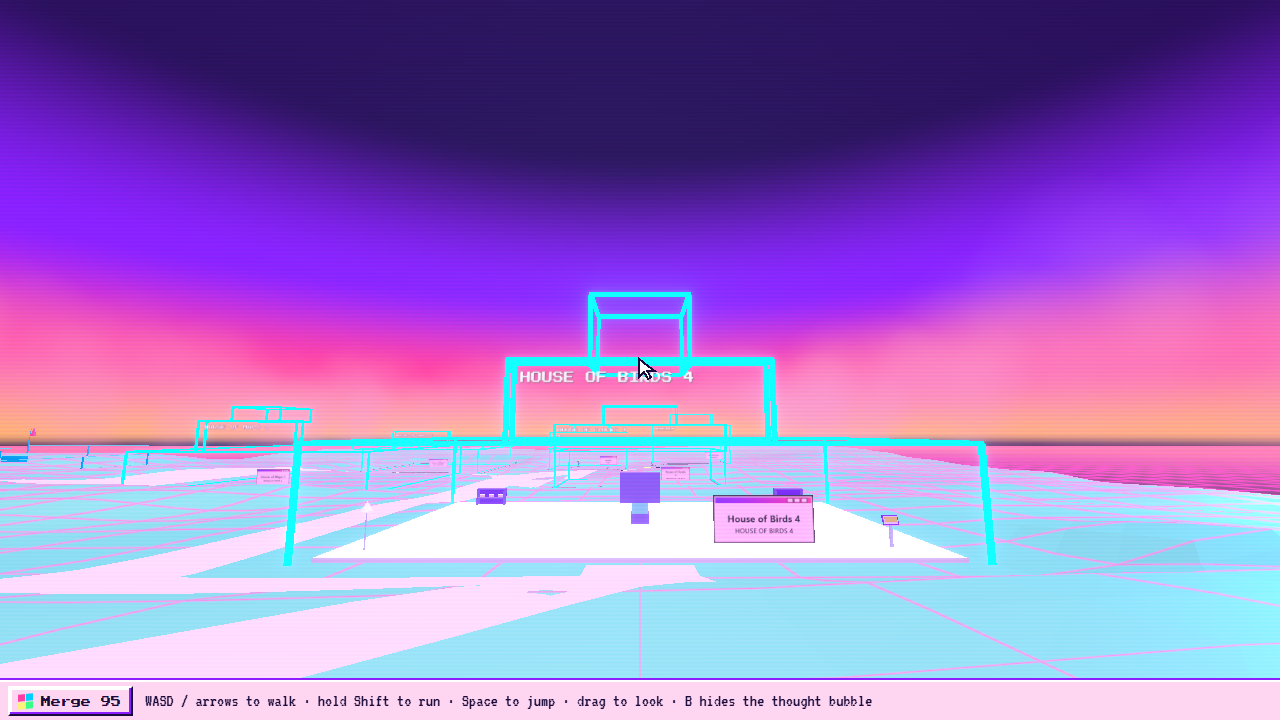 HOUSE OF BIRDS 4
House of Birds 4
HOUSE OF BIRDS 4
Merge 95
WASD / arrows to walk · hold Shift to run · Space to jump · drag to look · B hides the thought bubble